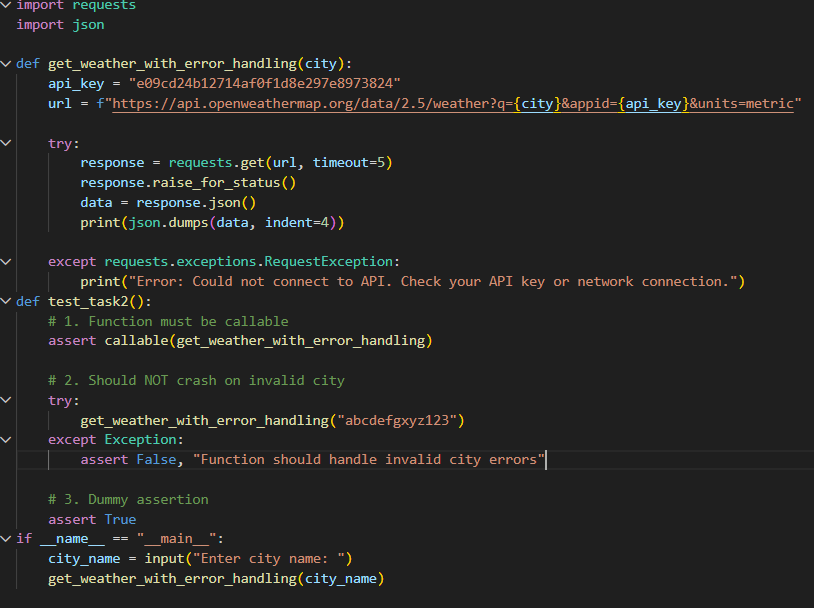 import requests
import json
def get_weather_with_error_handling(city):
    api_key = "e09cd24b12714af0f1d8e297e8973824"
    url = f"https://api.openweathermap.org/data/2.5/weather?q={city}&appid={api_key}&units=metric"
    try:
        response = requests.get(url, timeout=5)
        response.raise_for_status()
        data = response.json()
        print(json.dumps(data, indent=4))
    except requests.exceptions.RequestException:
        print("Error: Could not connect to API. Check your API key or network connection.")
def test_task2():
    # 1. Function must be callable
    assert callable(get_weather_with_error_handling)
    # 2. Should NOT crash on invalid city
    try:
        get_weather_with_error_handling("abcdefgxyz123")
    except Exception:
        assert False, "Function should handle invalid city errors"
    # 3. Dummy assertion
    assert True
if __name__ == "__main__":
    city_name = input("Enter city name: ")
    get_weather_with_error_handling(city_name)